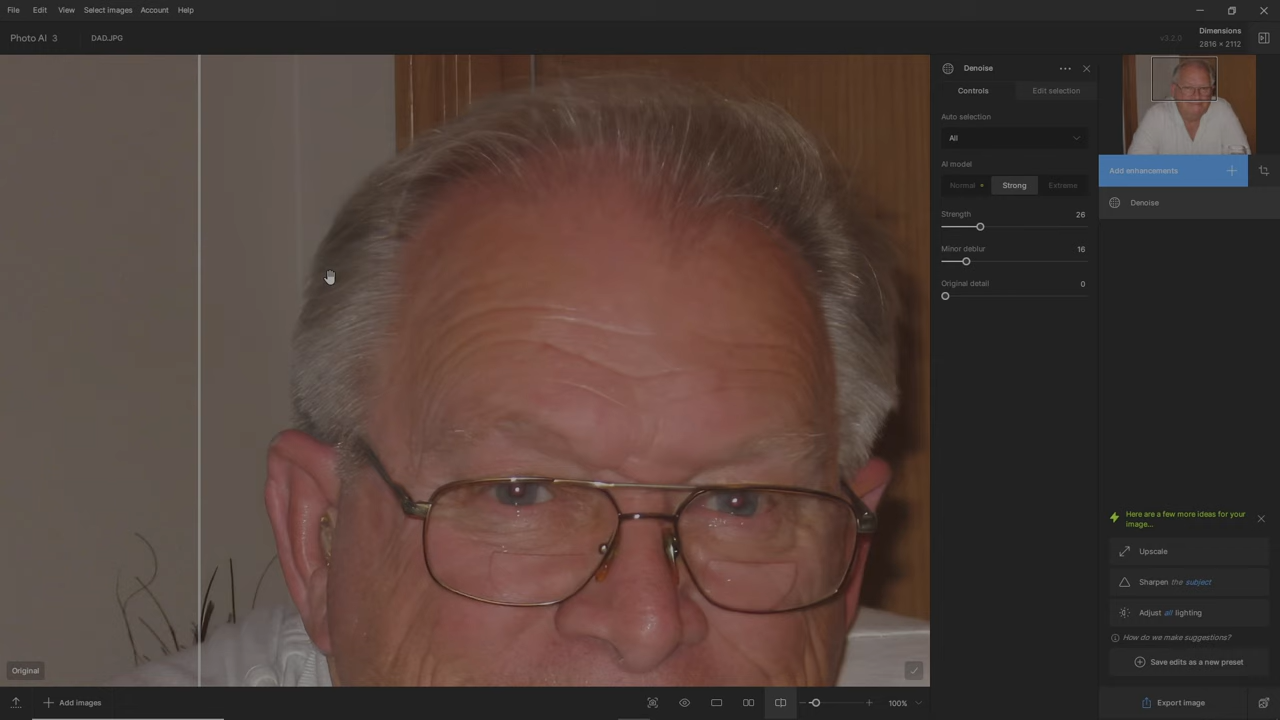 File Edit View Select images Account Help
Photo AI 3 DAD.JPG v3.2.0 Dimensions
2816 × 2112
Denoise
Controls Edit selection
Auto selection
All
AI model
Normal Strong Extreme
Strength 26
Minor deblur 16
Original detail 0
Add enhancements
Denoise
Here are a few more ideas for your
image...
Upscale
Sharpen the subject
Adjust all lighting
How do we make suggestions?
Save edits as a new preset
Original
Add images 100% Export image